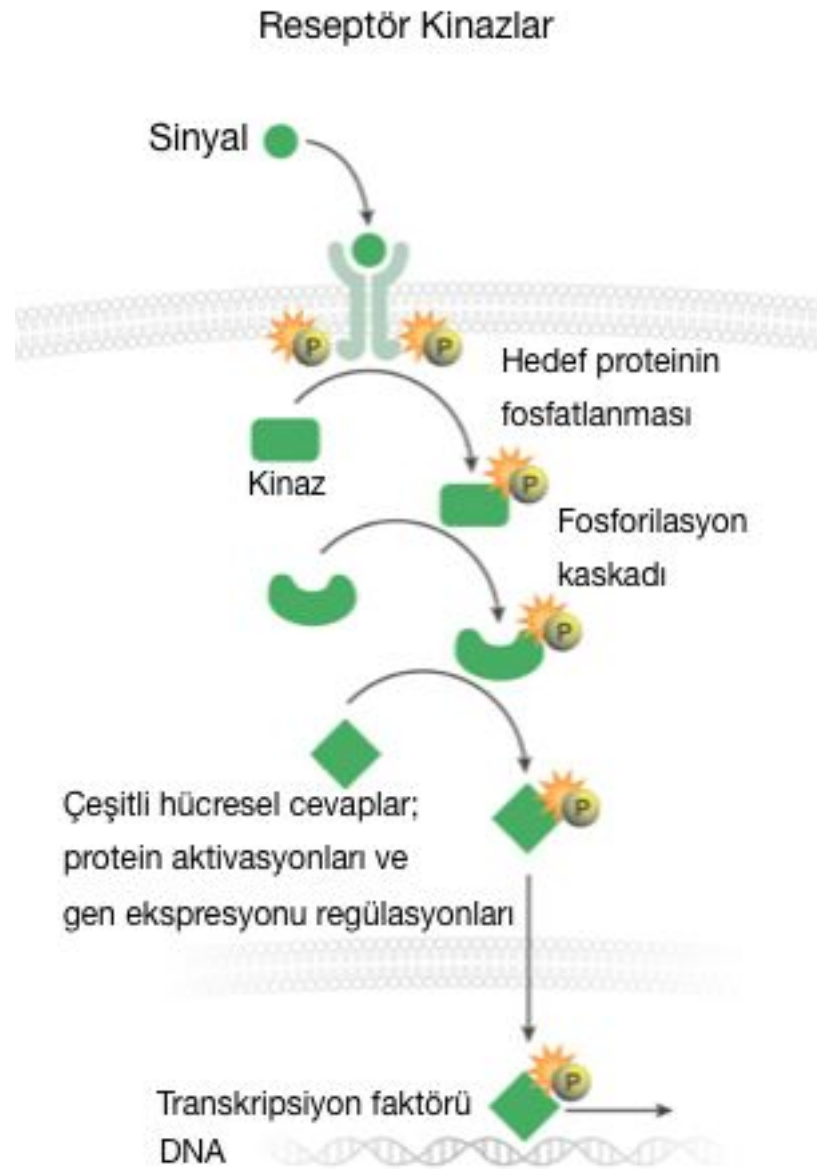 Reseptör Kinazlar
Sinyal
P
P
Hedef proteinin
fosfatlanması
Kinaz
P
Fosforilasyon
kaskadı
P
Çeşitli hücresel cevaplar;
protein aktivasyonları ve
gen ekspresyonu regülasyonları
P
P
Transkripsiyon faktörü
DNA